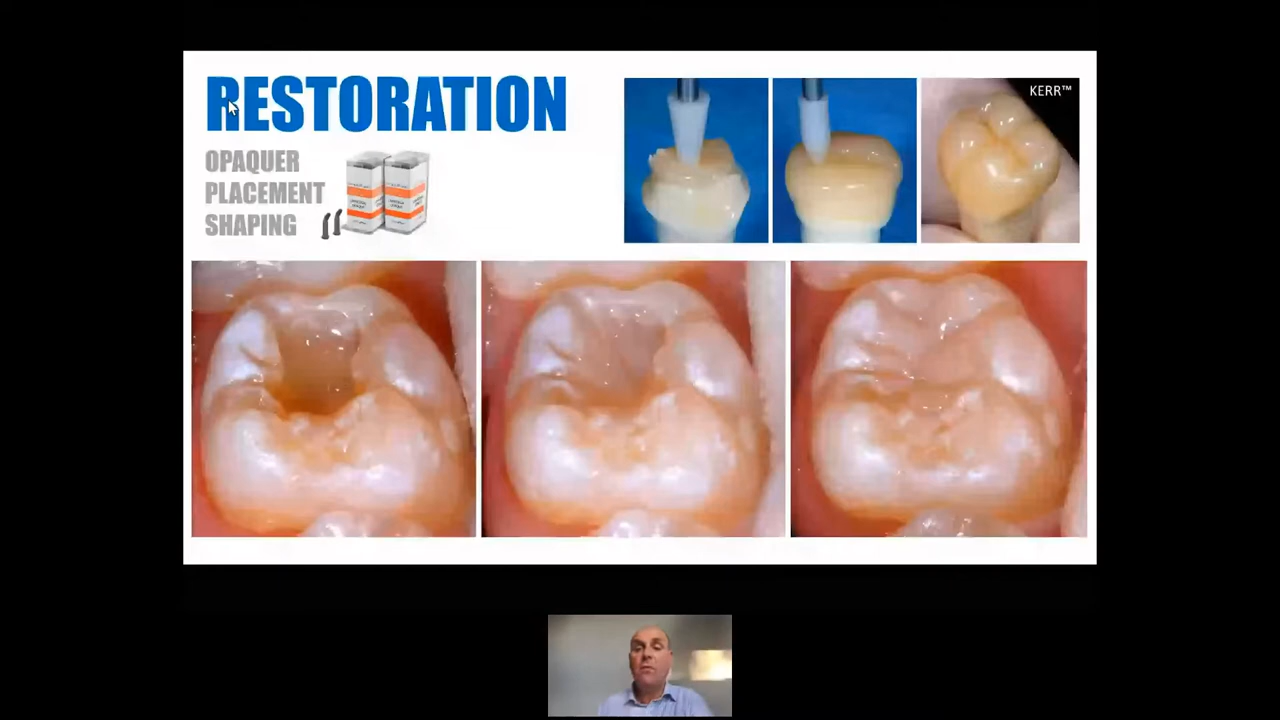 RESTORATION
OPAQUER
PLACEMENT
SHAPING
KERR™